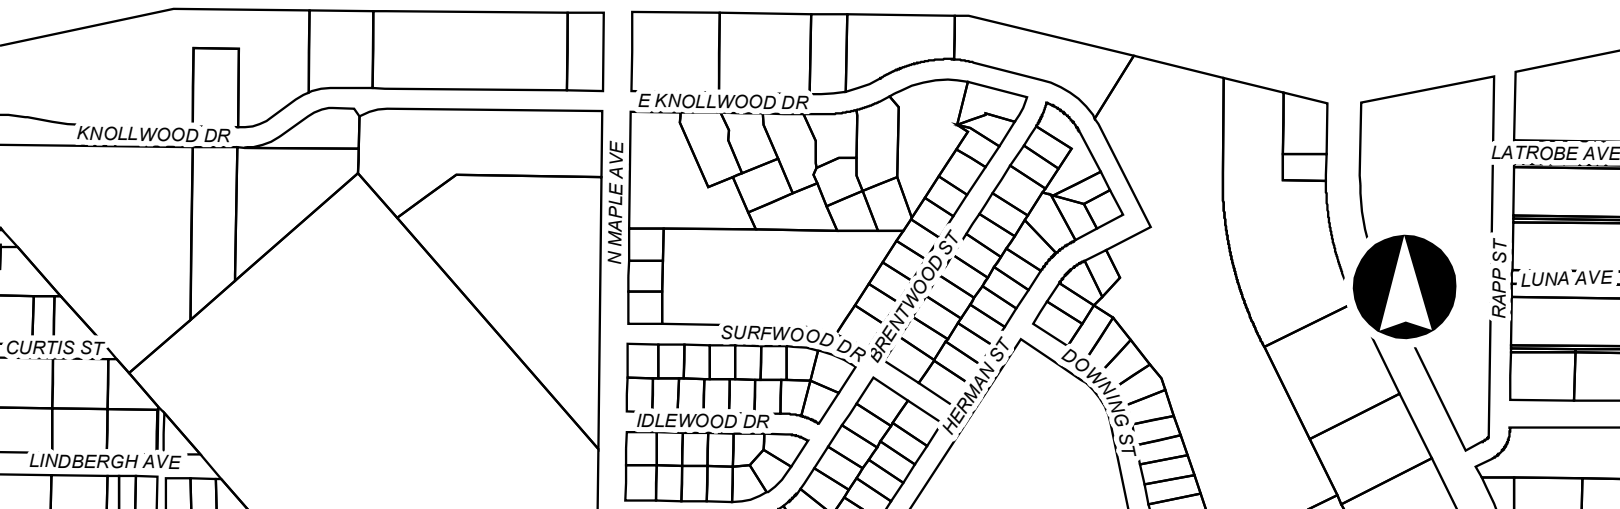 E KNOLLWOOD DR
KNOLLWOOD DR
LATROBE AVE
N MAPLE AVE
BRENTWOOD ST
RAPP ST
LUNA AVE
SURFWOOD DR
CURTIS ST
HERMAN ST
DOWNING ST
IDLEWOOD DR
LINDBERGH AVE